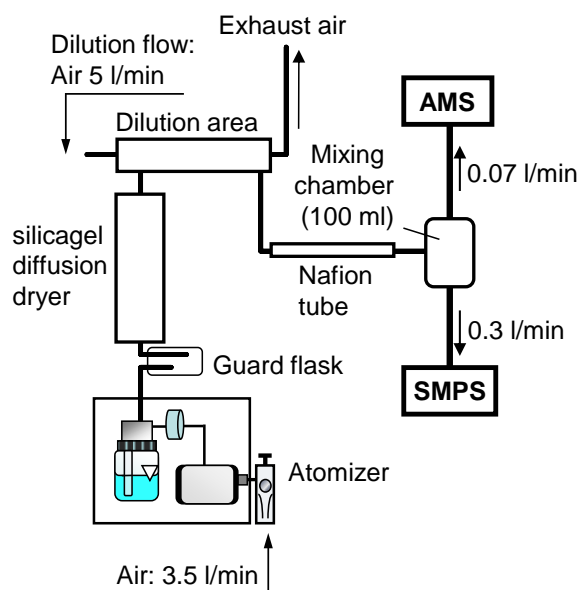 Dilution flow:
Air 5 l/min
Exhaust air
Dilution area
AMS
Mixing
chamber
(100 ml)
0.07 l/min
silicagel
diffusion
dryer
Nafion
tube
0.3 l/min
Guard flask
SMPS
Atomizer
Air: 3.5 l/min